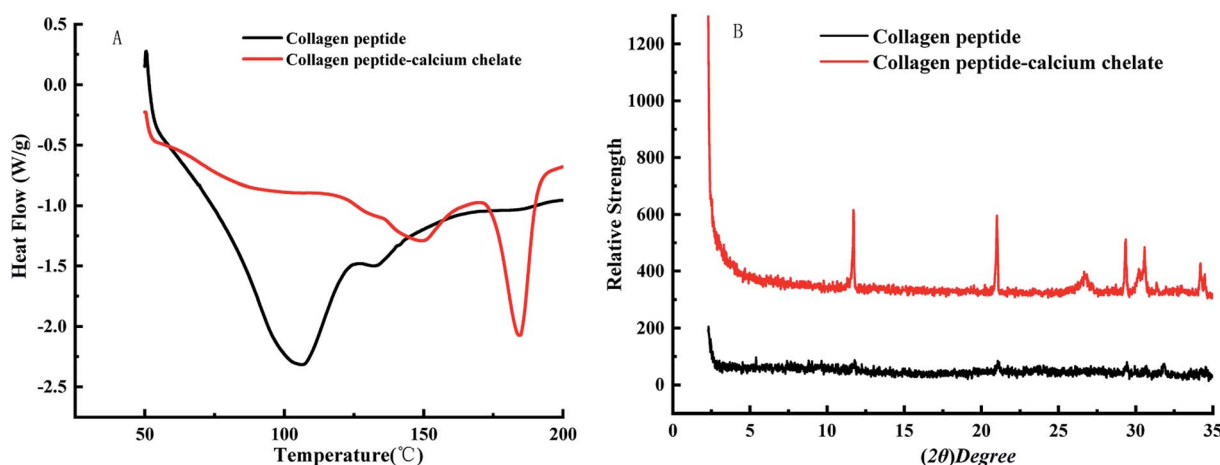 A
Collagen peptide
Collagen peptide-calcium chelate
Heat Flow (W/g)
0.5
0.0
-0.5
-1.0
-1.5
-2.0
-2.5
50 100 150 200
Temperature(℃)
B
Collagen peptide
Collagen peptide-calcium chelate
Relative Strength
1200
1000
800
600
400
200
0
0 5 10 15 20 25 30 35
(2θ)Degree